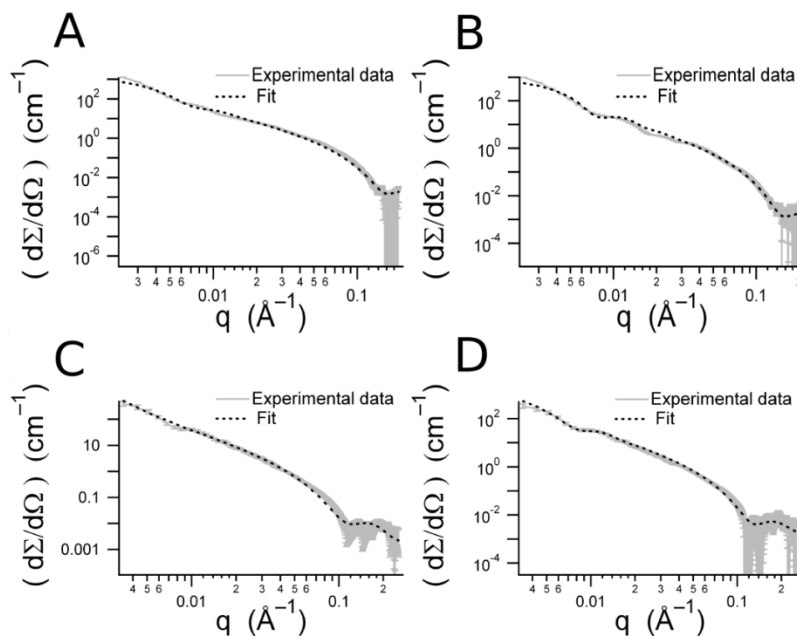 A
Experimental data
Fit
( dΣ/dΩ ) (cm⁻¹)
10²
10⁰
10⁻²
10⁻⁴
10⁻⁶
3 4 5 6 0.01 2 3 4 5 6 0.1
q (Å⁻¹)
B
Experimental data
Fit
( dΣ/dΩ ) (cm⁻¹)
10²
10⁰
10⁻²
10⁻⁴
3 4 5 6 0.01 2 3 4 5 6 0.1 2
q (Å⁻¹)
C
Experimental data
Fit
( dΣ/dΩ ) (cm⁻¹)
10
0.1
0.001
4 5 6 0.01 2 3 4 5 6 0.1 2
q (Å⁻¹)
D
Experimental data
Fit
( dΣ/dΩ ) (cm⁻¹)
10²
10⁰
10⁻²
10⁻⁴
4 5 6 0.01 2 3 4 5 6 0.1 2
q (Å⁻¹)